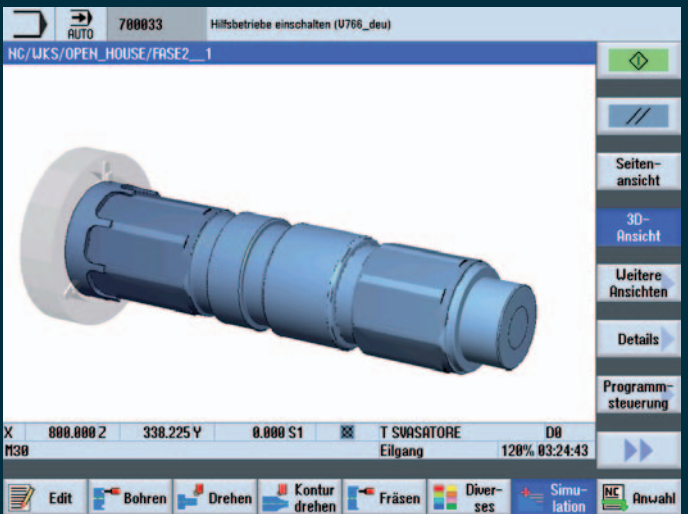 AUTO
700033
Hilfsbetriebe einschalten (V766_deu)
NC/WKS/OPEN_HOUSE/FASE2__1
Seiten-
ansicht
3D-
Ansicht
Weitere
Ansichten
Details
Programm-
steuerung
X 800.000 Z 338.225 Y 0.000 S1 T SVASATORE D0
M30 Eilgang 120% 03:24:43
Edit
Bohren
Drehen
Kontur
drehen
Fräsen
Diver-
ses
Simu-
lation
NC
Anwahl